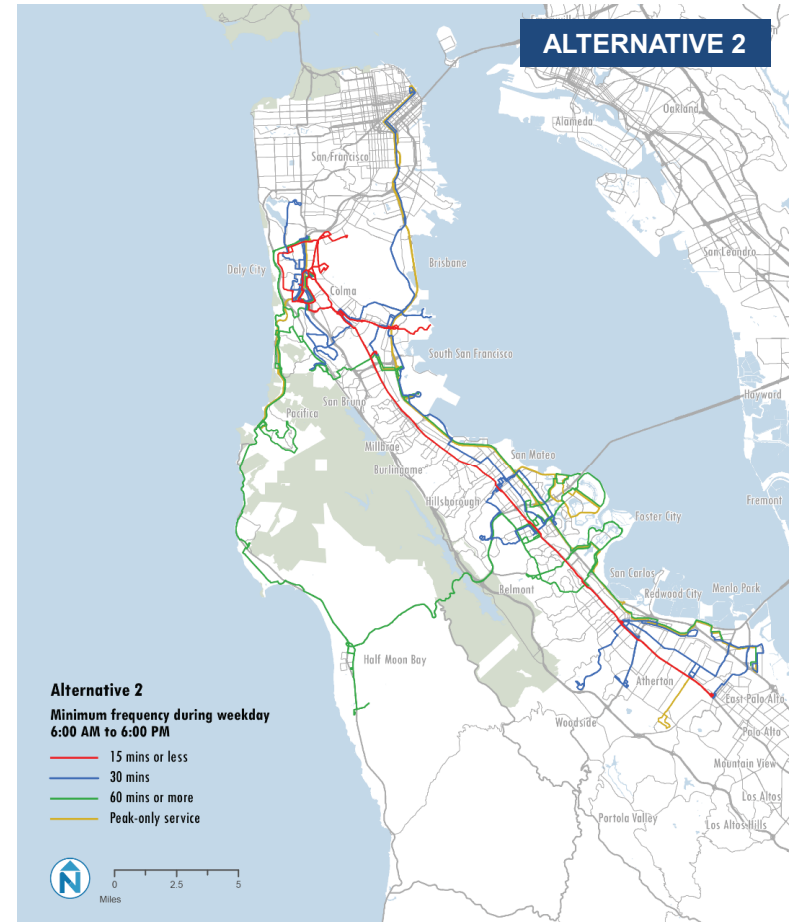 ALTERNATIVE 2
Oakland
Alameda
San Francisco
San Leandro
Brisbane
Daly City
Colma
South San Francisco
Hayward
San Bruno
Pacifica
Millbrae
San Mateo
Burlingame
Hillsborough
Fremont
Foster City
San Carlos
Belmont
Menlo Park
Redwood City
Half Moon Bay
Atherton
East Palo Alto
Woodside
Palo Alto
Mountain View
Los Altos
Portola Valley
Los Altos Hills
Alternative 2
Minimum frequency during weekday
6:00 AM to 6:00 PM
15 mins or less
30 mins
60 mins or more
Peak-only service
N
0 2.5 5
Miles